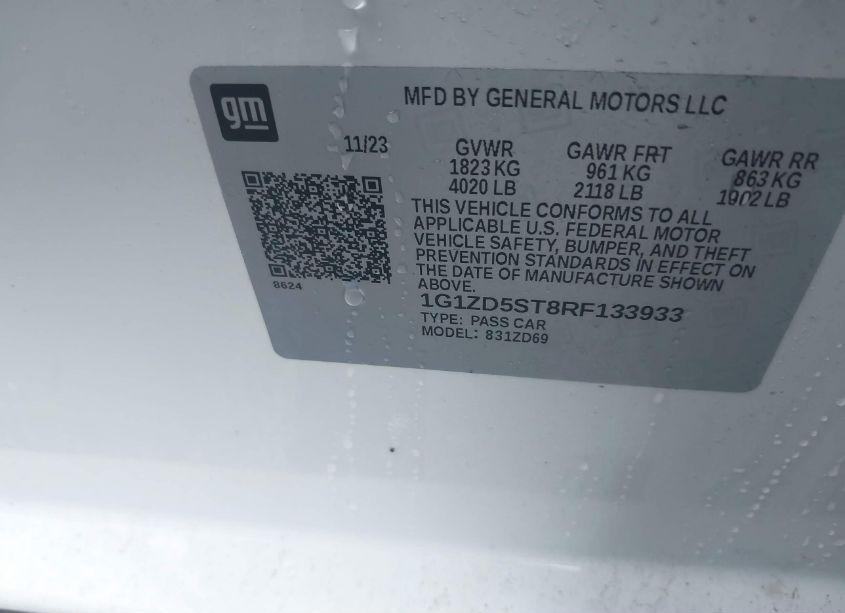 gm
MFD BY GENERAL MOTORS LLC
11/23
GVWR
1823 KG
4020 LB
GAWR FRT
961 KG
2118 LB
GAWR RR
863 KG
1902 LB
THIS VEHICLE CONFORMS TO ALL
APPLICABLE U.S. FEDERAL MOTOR
VEHICLE SAFETY, BUMPER, AND THEFT
PREVENTION STANDARDS IN EFFECT ON
THE DATE OF MANUFACTURE SHOWN
ABOVE.
8624
1G1ZD5ST8RF133933
TYPE: PASS CAR
MODEL: 831ZD69